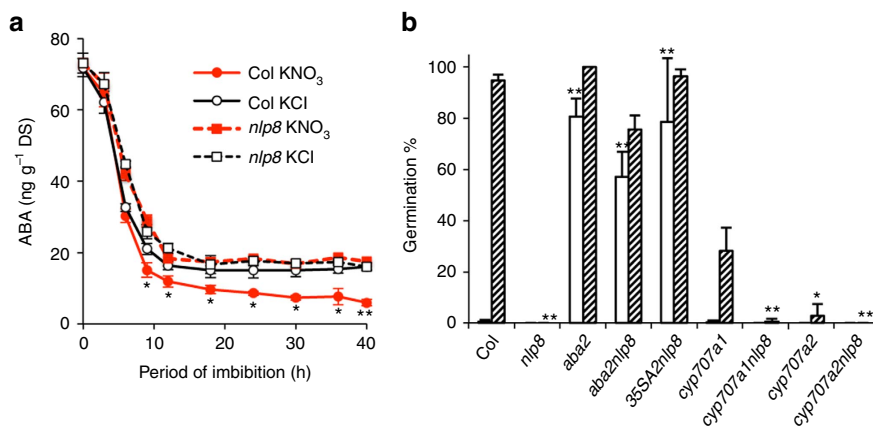 a
80
60
40
20
0
ABA (ng g⁻¹ DS)
Col KNO₃
Col KCl
nlp8 KNO₃
nlp8 KCl
* * * * * * **
0 10 20 30 40
Period of imbibition (h)
b
100
80
60
40
20
0
Germination %
** ** ** ** ** * **
Col
nlp8
aba2
aba2nlp8
35SA2nlp8
cyp707a1
cyp707a1nlp8
cyp707a2
cyp707a2nlp8